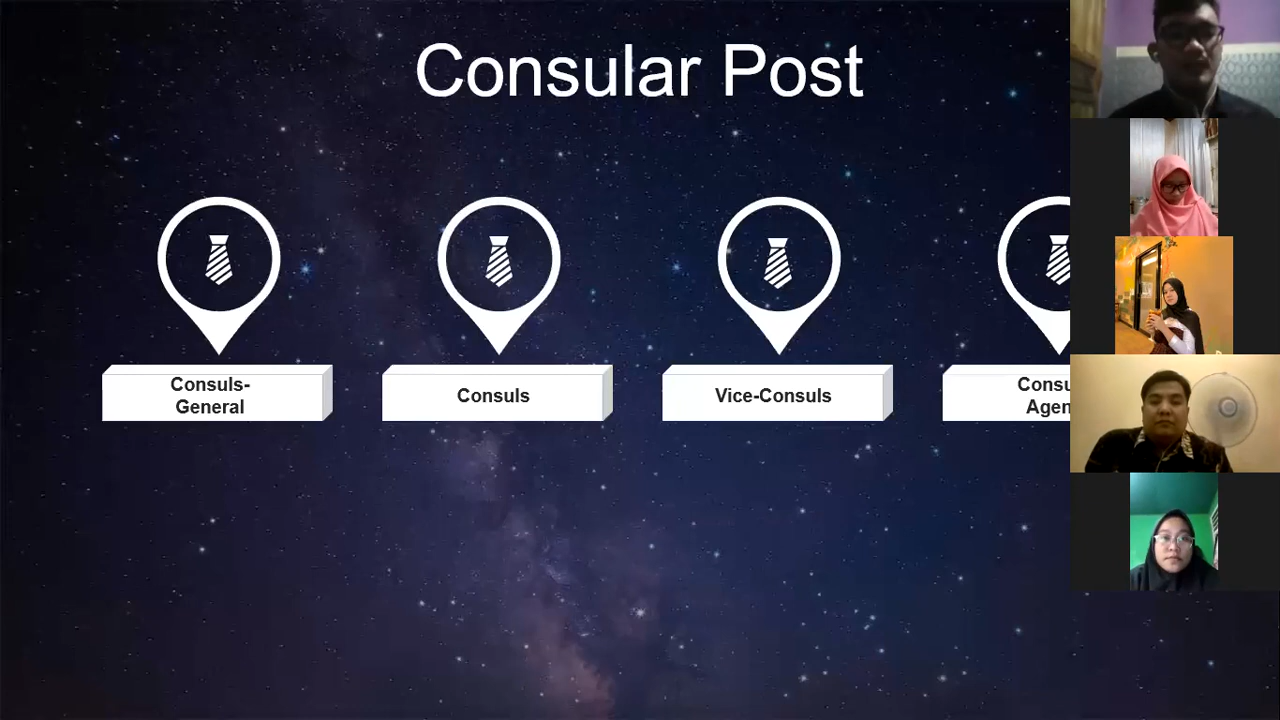 Consular Post
Consuls-
General
Consuls
Vice-Consuls